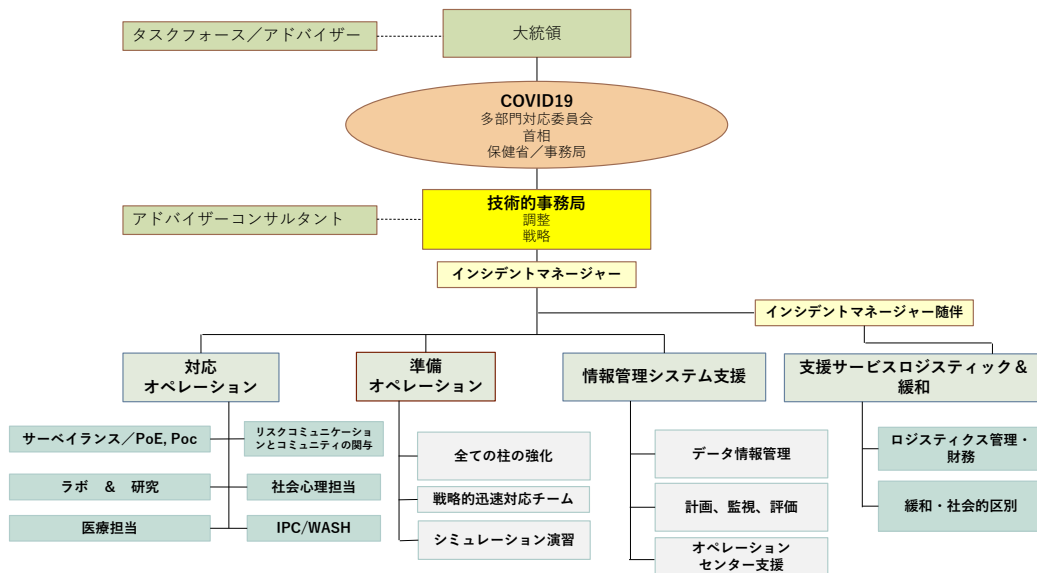 タスクフォース／アドバイザー
大統領
COVID19
多部門対応委員会
首相
保健省／事務局
アドバイザーコンサルタント
技術的事務局
調整
戦略
インシデントマネージャー
インシデントマネージャー随伴
対応
オペレーション
準備
オペレーション
情報管理システム支援
支援サービスロジスティック＆
緩和
サーベイランス／PoE, Poc
リスクコミュニケーショ
ンとコミュニティの関与
ラボ　&　研究
社会心理担当
医療担当
IPC/WASH
全ての柱の強化
戦略的迅速対応チーム
シミュレーション演習
データ情報管理
計画、監視、評価
オペレーション
センター支援
ロジスティクス管理・
財務
緩和・社会的区別